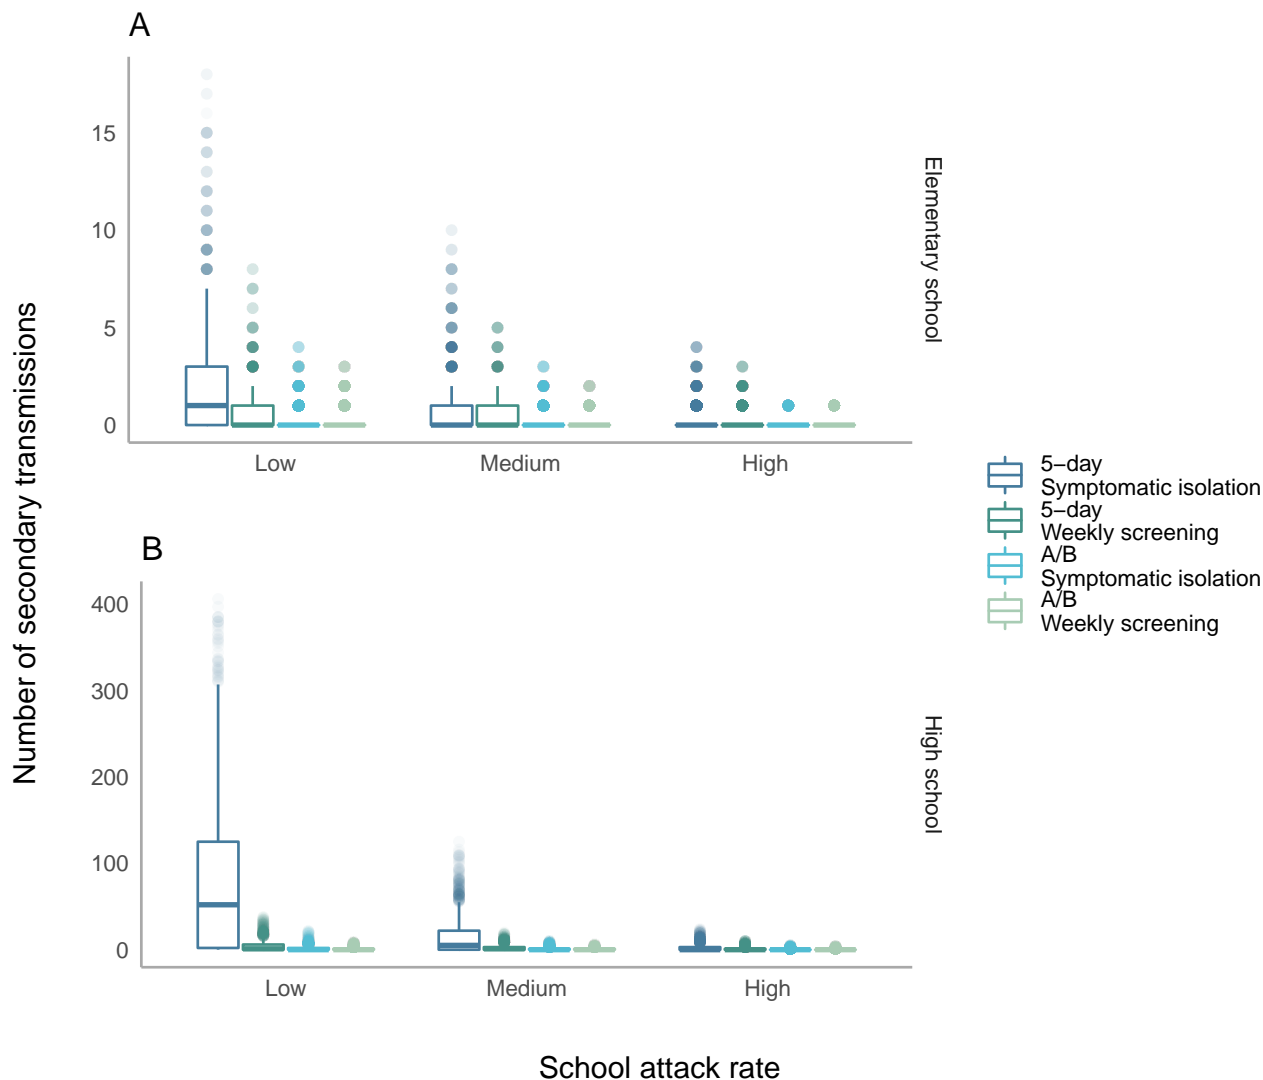 A
15
10
5
0
Low
Medium
High
Elementary school
Number of secondary transmissions
5−day
Symptomatic isolation
5−day
Weekly screening
A/B
Symptomatic isolation
A/B
Weekly screening
B
400
300
200
100
0
Low
Medium
High
High school
School attack rate